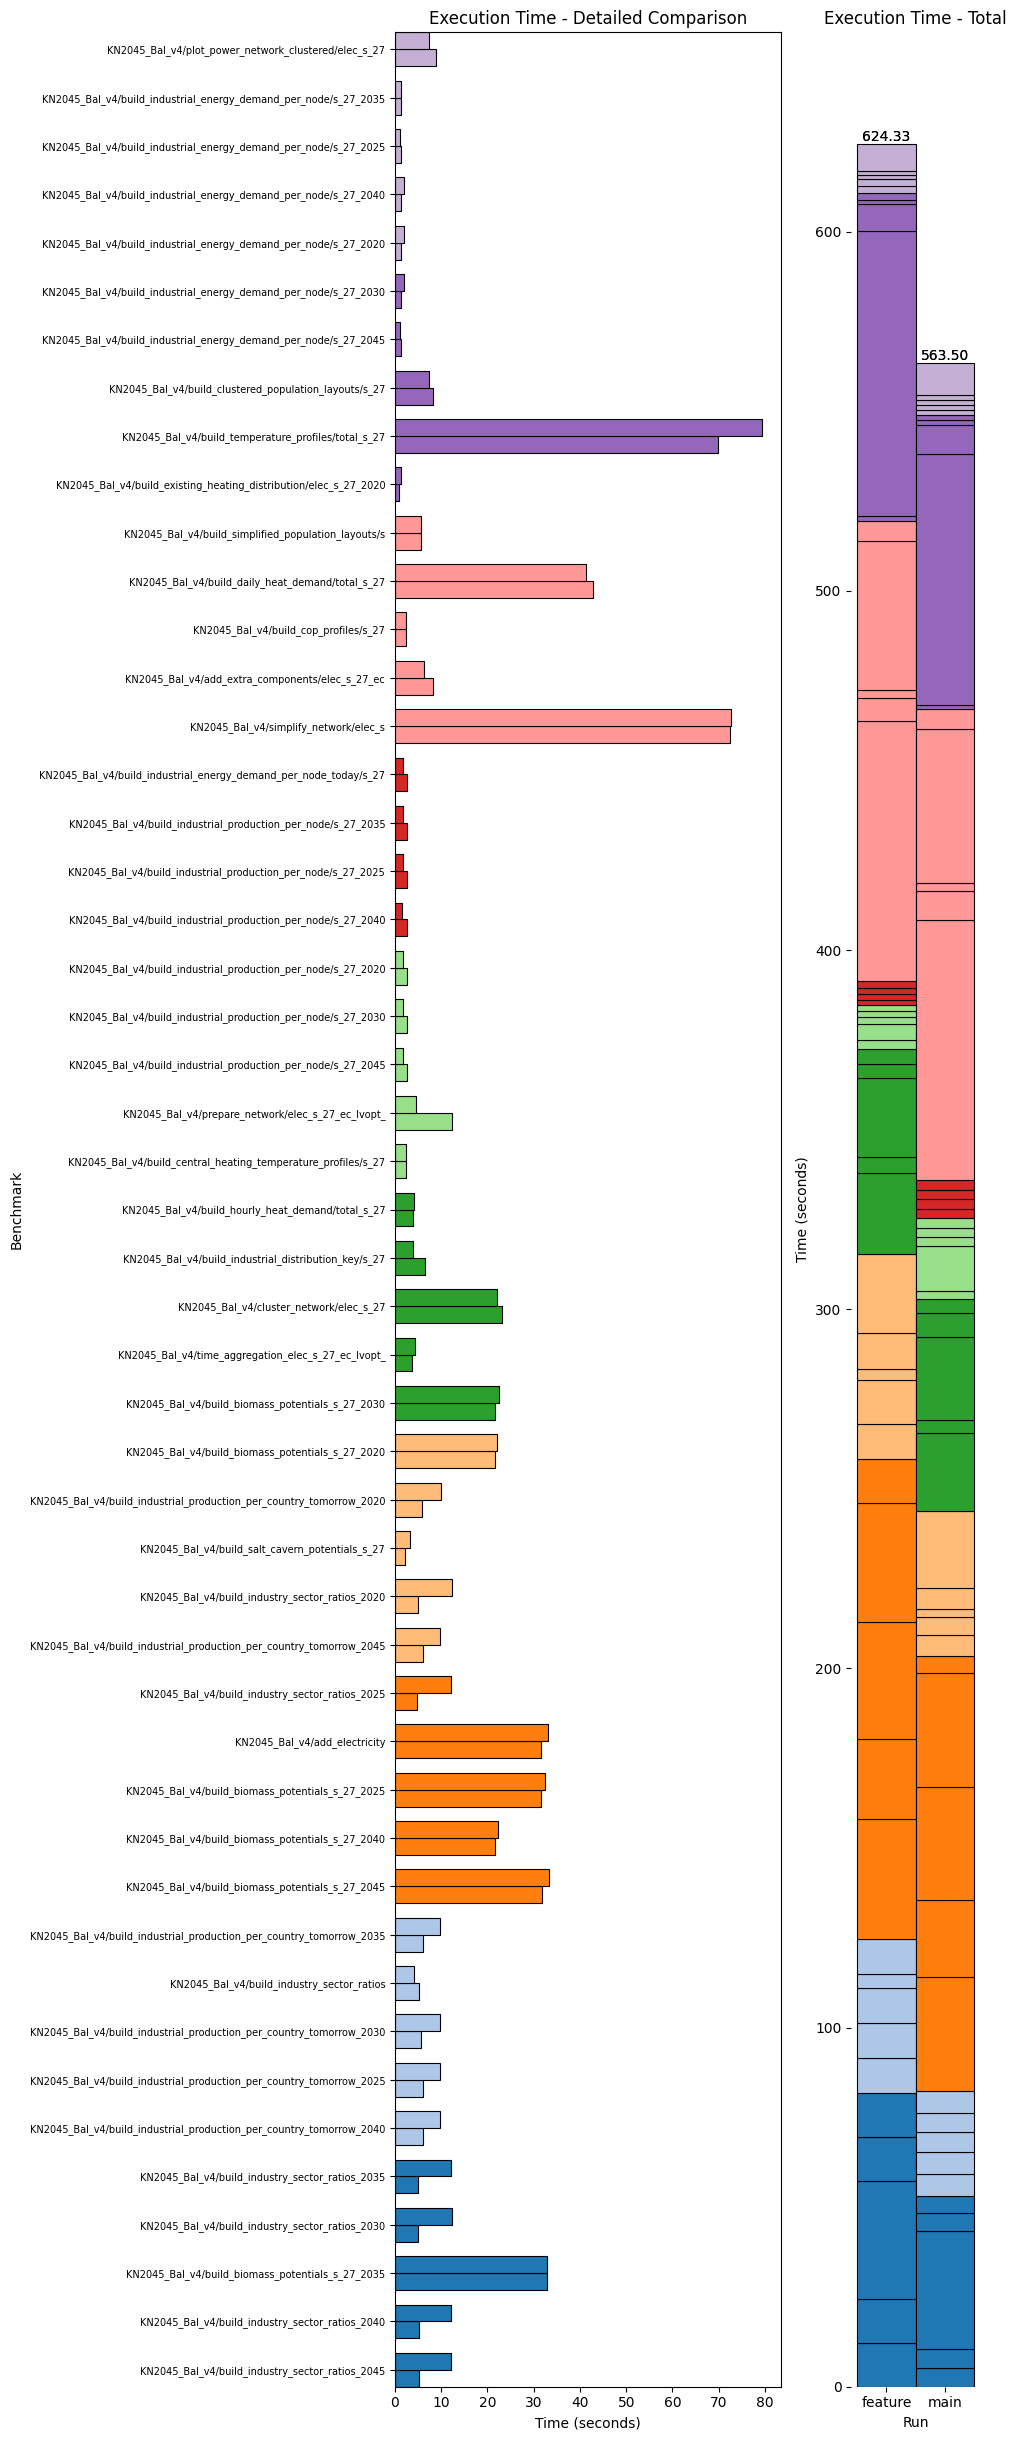 Execution Time - Detailed Comparison
Execution Time - Total
KN2045_Bal_v4/plot_power_network_clustered/elec_s_27
KN2045_Bal_v4/build_industrial_energy_demand_per_node/s_27_2035
KN2045_Bal_v4/build_industrial_energy_demand_per_node/s_27_2025
KN2045_Bal_v4/build_industrial_energy_demand_per_node/s_27_2040
KN2045_Bal_v4/build_industrial_energy_demand_per_node/s_27_2020
KN2045_Bal_v4/build_industrial_energy_demand_per_node/s_27_2030
KN2045_Bal_v4/build_industrial_energy_demand_per_node/s_27_2045
KN2045_Bal_v4/build_clustered_population_layouts/s_27
KN2045_Bal_v4/build_temperature_profiles/total_s_27
KN2045_Bal_v4/build_existing_heating_distribution/elec_s_27_2020
KN2045_Bal_v4/build_simplified_population_layouts/s
KN2045_Bal_v4/build_daily_heat_demand/total_s_27
KN2045_Bal_v4/build_cop_profiles/s_27
KN2045_Bal_v4/add_extra_components/elec_s_27_ec
KN2045_Bal_v4/simplify_network/elec_s
KN2045_Bal_v4/build_industrial_energy_demand_per_node_today/s_27
KN2045_Bal_v4/build_industrial_production_per_node/s_27_2035
KN2045_Bal_v4/build_industrial_production_per_node/s_27_2025
KN2045_Bal_v4/build_industrial_production_per_node/s_27_2040
KN2045_Bal_v4/build_industrial_production_per_node/s_27_2020
KN2045_Bal_v4/build_industrial_production_per_node/s_27_2030
KN2045_Bal_v4/build_industrial_production_per_node/s_27_2045
KN2045_Bal_v4/prepare_network/elec_s_27_ec_lvopt_
KN2045_Bal_v4/build_central_heating_temperature_profiles/s_27
KN2045_Bal_v4/build_hourly_heat_demand/total_s_27
KN2045_Bal_v4/build_industrial_distribution_key/s_27
KN2045_Bal_v4/cluster_network/elec_s_27
KN2045_Bal_v4/time_aggregation_elec_s_27_ec_lvopt_
KN2045_Bal_v4/build_biomass_potentials_s_27_2030
KN2045_Bal_v4/build_biomass_potentials_s_27_2020
KN2045_Bal_v4/build_industrial_production_per_country_tomorrow_2020
KN2045_Bal_v4/build_salt_cavern_potentials_s_27
KN2045_Bal_v4/build_industry_sector_ratios_2020
KN2045_Bal_v4/build_industrial_production_per_country_tomorrow_2045
KN2045_Bal_v4/build_industry_sector_ratios_2025
KN2045_Bal_v4/add_electricity
KN2045_Bal_v4/build_biomass_potentials_s_27_2025
KN2045_Bal_v4/build_biomass_potentials_s_27_2040
KN2045_Bal_v4/build_biomass_potentials_s_27_2045
KN2045_Bal_v4/build_industrial_production_per_country_tomorrow_2035
KN2045_Bal_v4/build_industry_sector_ratios
KN2045_Bal_v4/build_industrial_production_per_country_tomorrow_2030
KN2045_Bal_v4/build_industrial_production_per_country_tomorrow_2025
KN2045_Bal_v4/build_industrial_production_per_country_tomorrow_2040
KN2045_Bal_v4/build_industry_sector_ratios_2035
KN2045_Bal_v4/build_industry_sector_ratios_2030
KN2045_Bal_v4/build_biomass_potentials_s_27_2035
KN2045_Bal_v4/build_industry_sector_ratios_2040
KN2045_Bal_v4/build_industry_sector_ratios_2045
Benchmark
0 10 20 30 40 50 60 70 80
Time (seconds)
624.33
563.50
600
500
400
300
200
100
0
Time (seconds)
feature main
Run